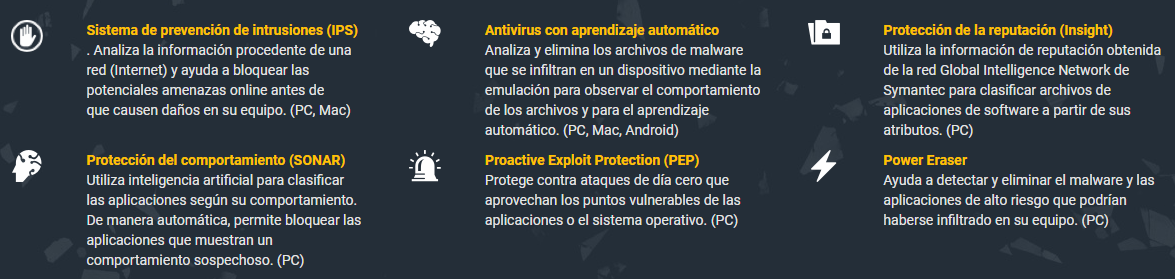 Sistema de prevención de intrusiones (IPS)
. Analiza la información procedente de una
red (Internet) y ayuda a bloquear las
potenciales amenazas online antes de
que causen daños en su equipo. (PC, Mac)
Antivirus con aprendizaje automático
Analiza y elimina los archivos de malware
que se infiltran en un dispositivo mediante la
emulación para observar el comportamiento
de los archivos y para el aprendizaje
automático. (PC, Mac, Android)
Protección de la reputación (Insight)
Utiliza la información de reputación obtenida
de la red Global Intelligence Network de
Symantec para clasificar archivos de
aplicaciones de software a partir de sus
atributos. (PC)
Protección del comportamiento (SONAR)
Utiliza inteligencia artificial para clasificar
las aplicaciones según su comportamiento.
De manera automática, permite bloquear las
aplicaciones que muestran un
comportamiento sospechoso. (PC)
Proactive Exploit Protection (PEP)
Protege contra ataques de día cero que
aprovechan los puntos vulnerables de las
aplicaciones o el sistema operativo. (PC)
Power Eraser
Ayuda a detectar y eliminar el malware y las
aplicaciones de alto riesgo que podrían
haberse infiltrado en su equipo. (PC)